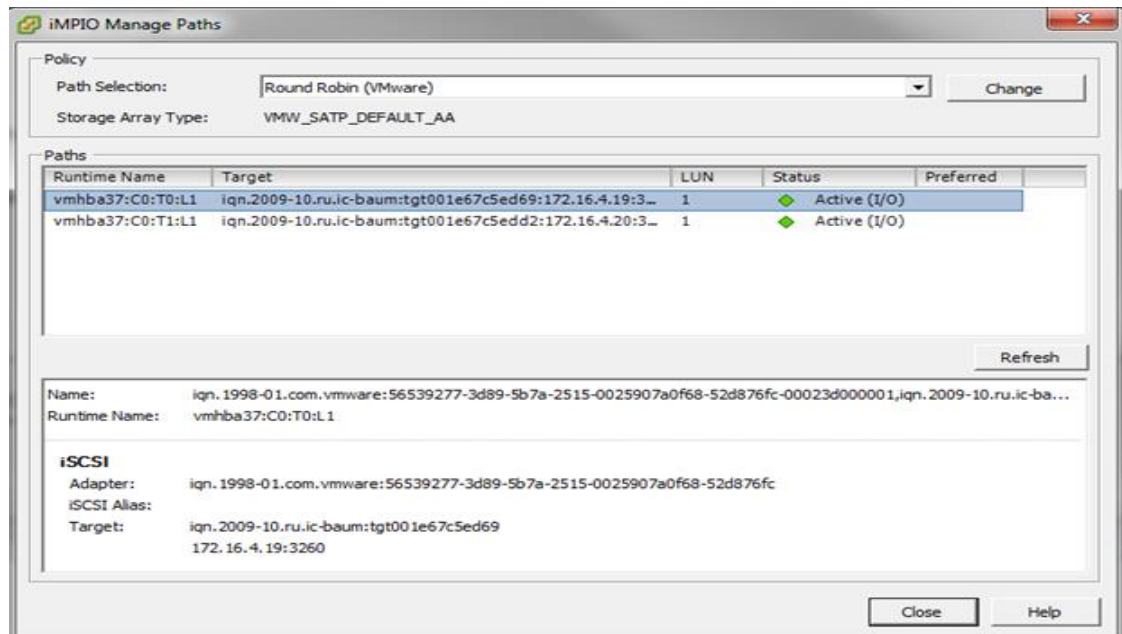 iMPIO Manage Paths
Policy
Path Selection: Round Robin (VMware) Change
Storage Array Type: VMW_SATP_DEFAULT_AA
Paths
Runtime Name Target LUN Status Preferred
vmhba37:C0:T0:L1 iqn.2009-10.ru.ic-baum:tgt001e67c5ed69:172.16.4.19:3... 1 Active (I/O)
vmhba37:C0:T1:L1 iqn.2009-10.ru.ic-baum:tgt001e67c5edd2:172.16.4.20:3... 1 Active (I/O)
Refresh
Name: iqn.1998-01.com.vmware:56539277-3d89-5b7a-2515-0025907a0f68-52d876fc-00023d000001,iqn.2009-10.ru.ic-ba...
Runtime Name: vmhba37:C0:T0:L1
iSCSI
Adapter: iqn.1998-01.com.vmware:56539277-3d89-5b7a-2515-0025907a0f68-52d876fc
iSCSI Alias:
Target: iqn.2009-10.ru.ic-baum:tgt001e67c5ed69
172.16.4.19:3260
Close Help